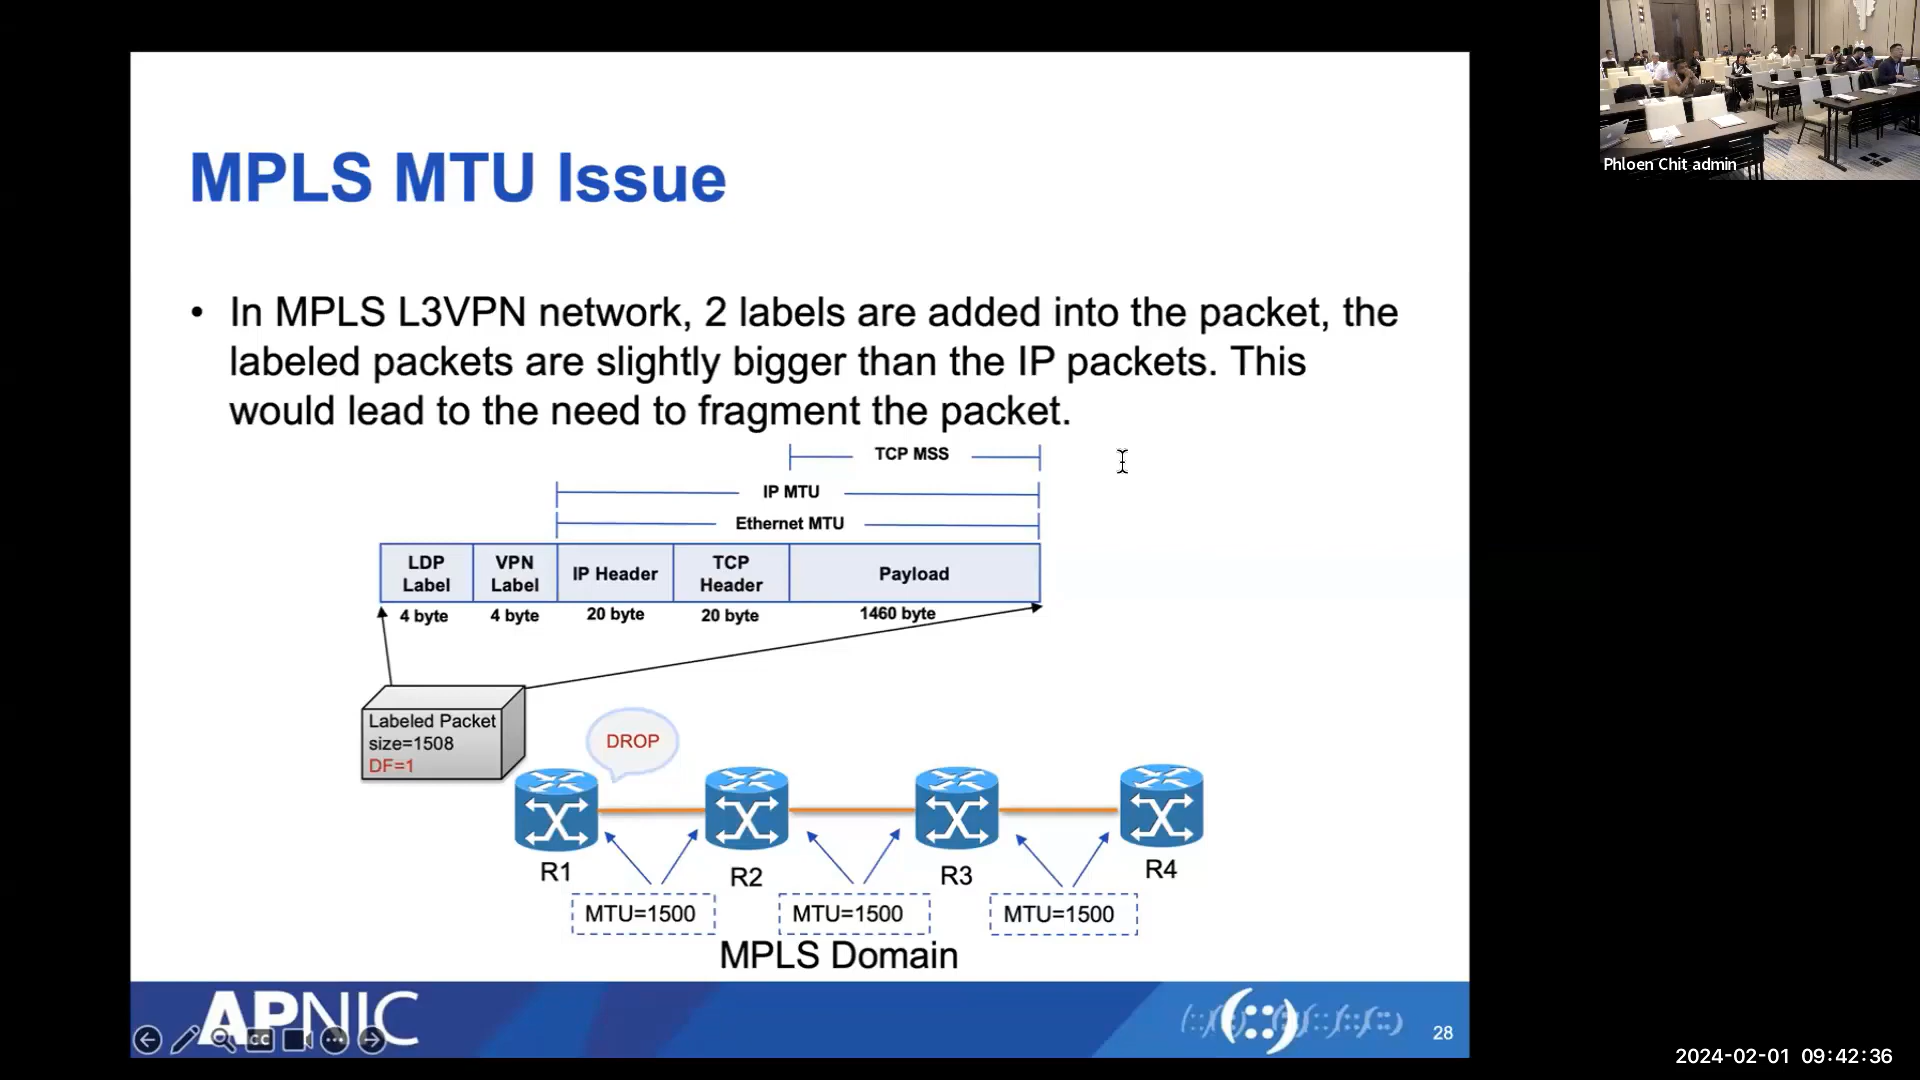 MPLS MTU Issue
• In MPLS L3VPN network, 2 labels are added into the packet, the
labeled packets are slightly bigger than the IP packets. This
would lead to the need to fragment the packet.
TCP MSS
IP MTU
Ethernet MTU
LDP Label
VPN Label
IP Header
TCP Header
Payload
4 byte
4 byte
20 byte
20 byte
1460 byte
Labeled Packet
size=1508
DF=1
DROP
R1
R2
R3
R4
MTU=1500
MTU=1500
MTU=1500
MPLS Domain
APNIC
CC
28
Phloen Chit admin
2024-02-01 09:42:36